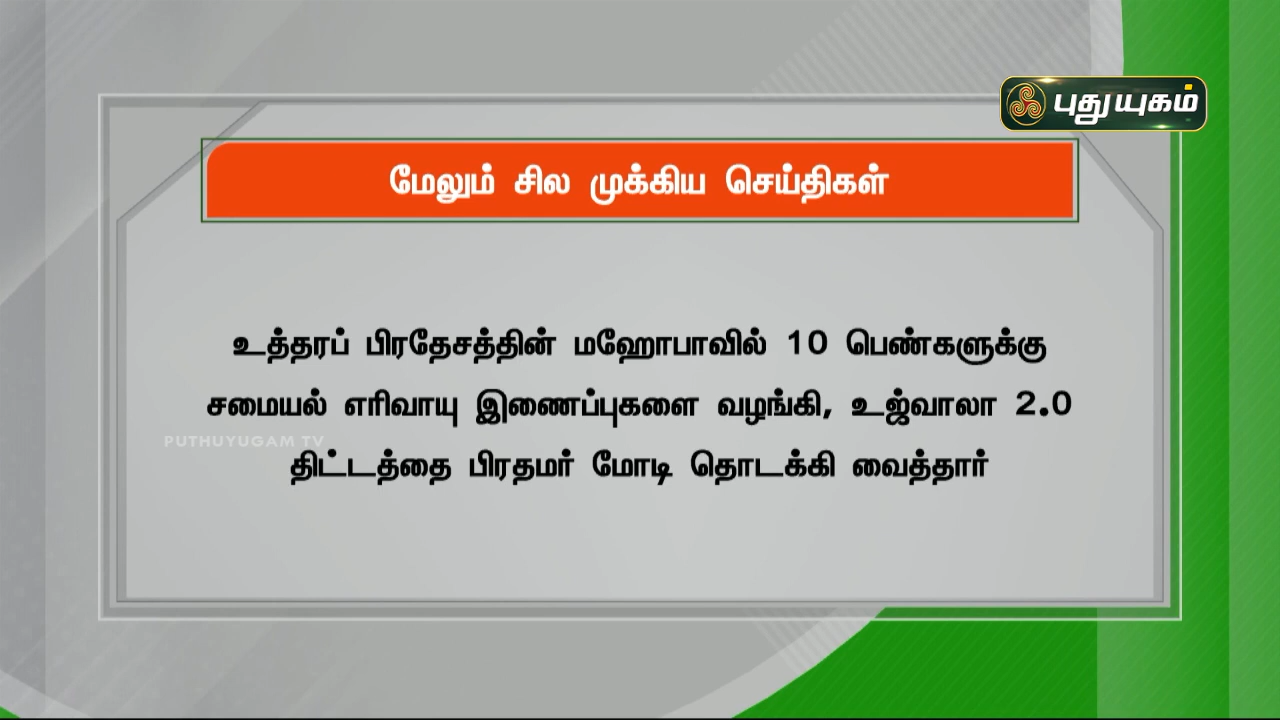 புதுயுகம்
மேலும் சில முக்கிய செய்திகள்
உத்தரப் பிரதேசத்தின் மஹோபாவில் 10 பெண்களுக்கு
சமையல் எரிவாயு இணைப்புகளை வழங்கி, உஜ்வாலா 2.0
PUTHUYUGAM TV
திட்டத்தை பிரதமர் மோடி தொடக்கி வைத்தார்